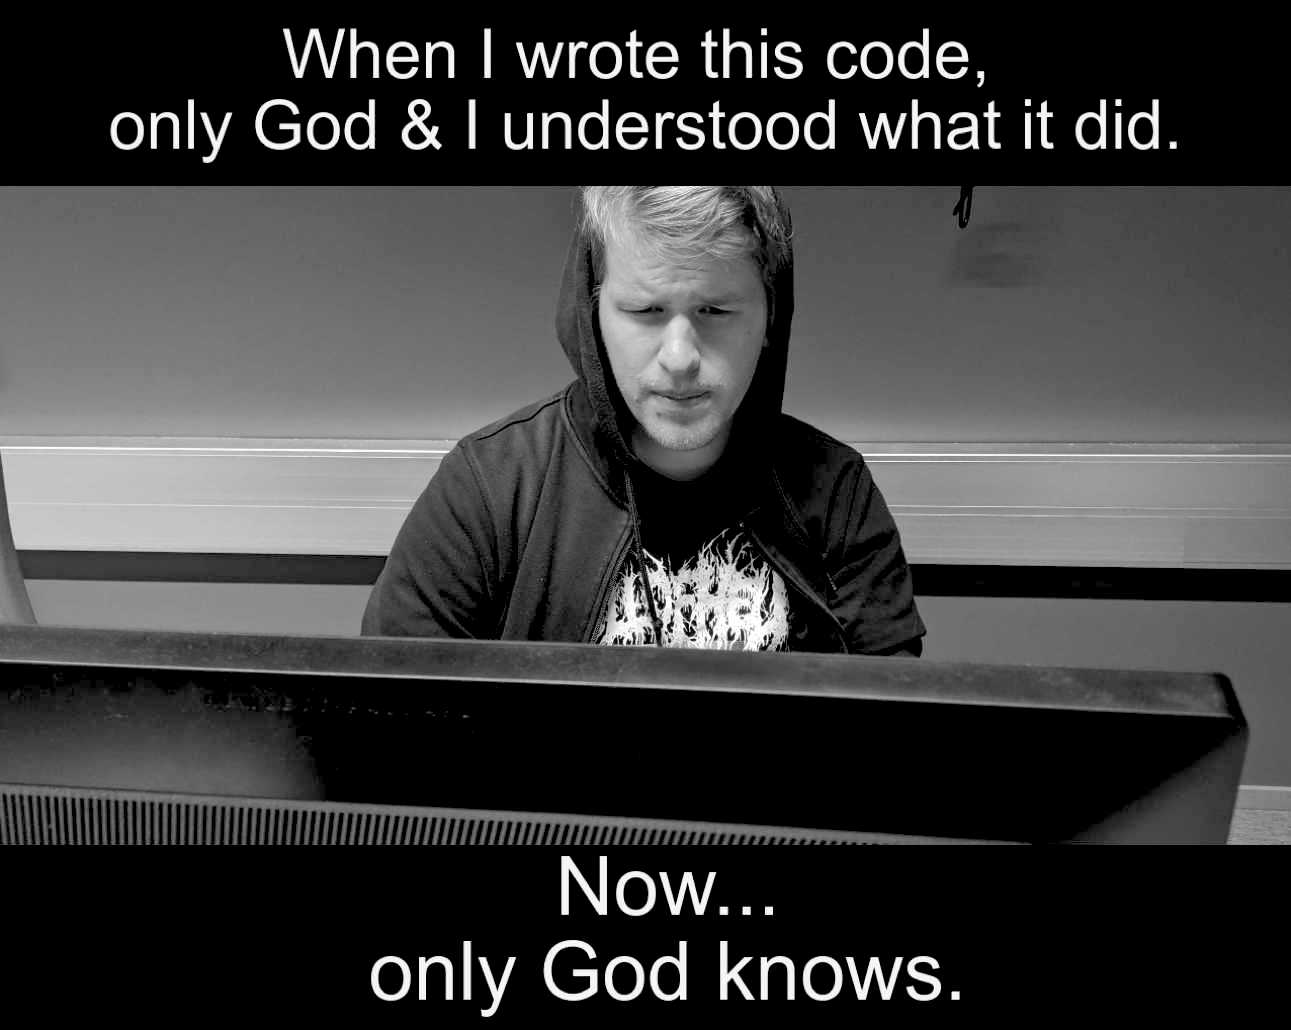 When I wrote this code,
only God & I understood what it did.
Now...
only God knows.